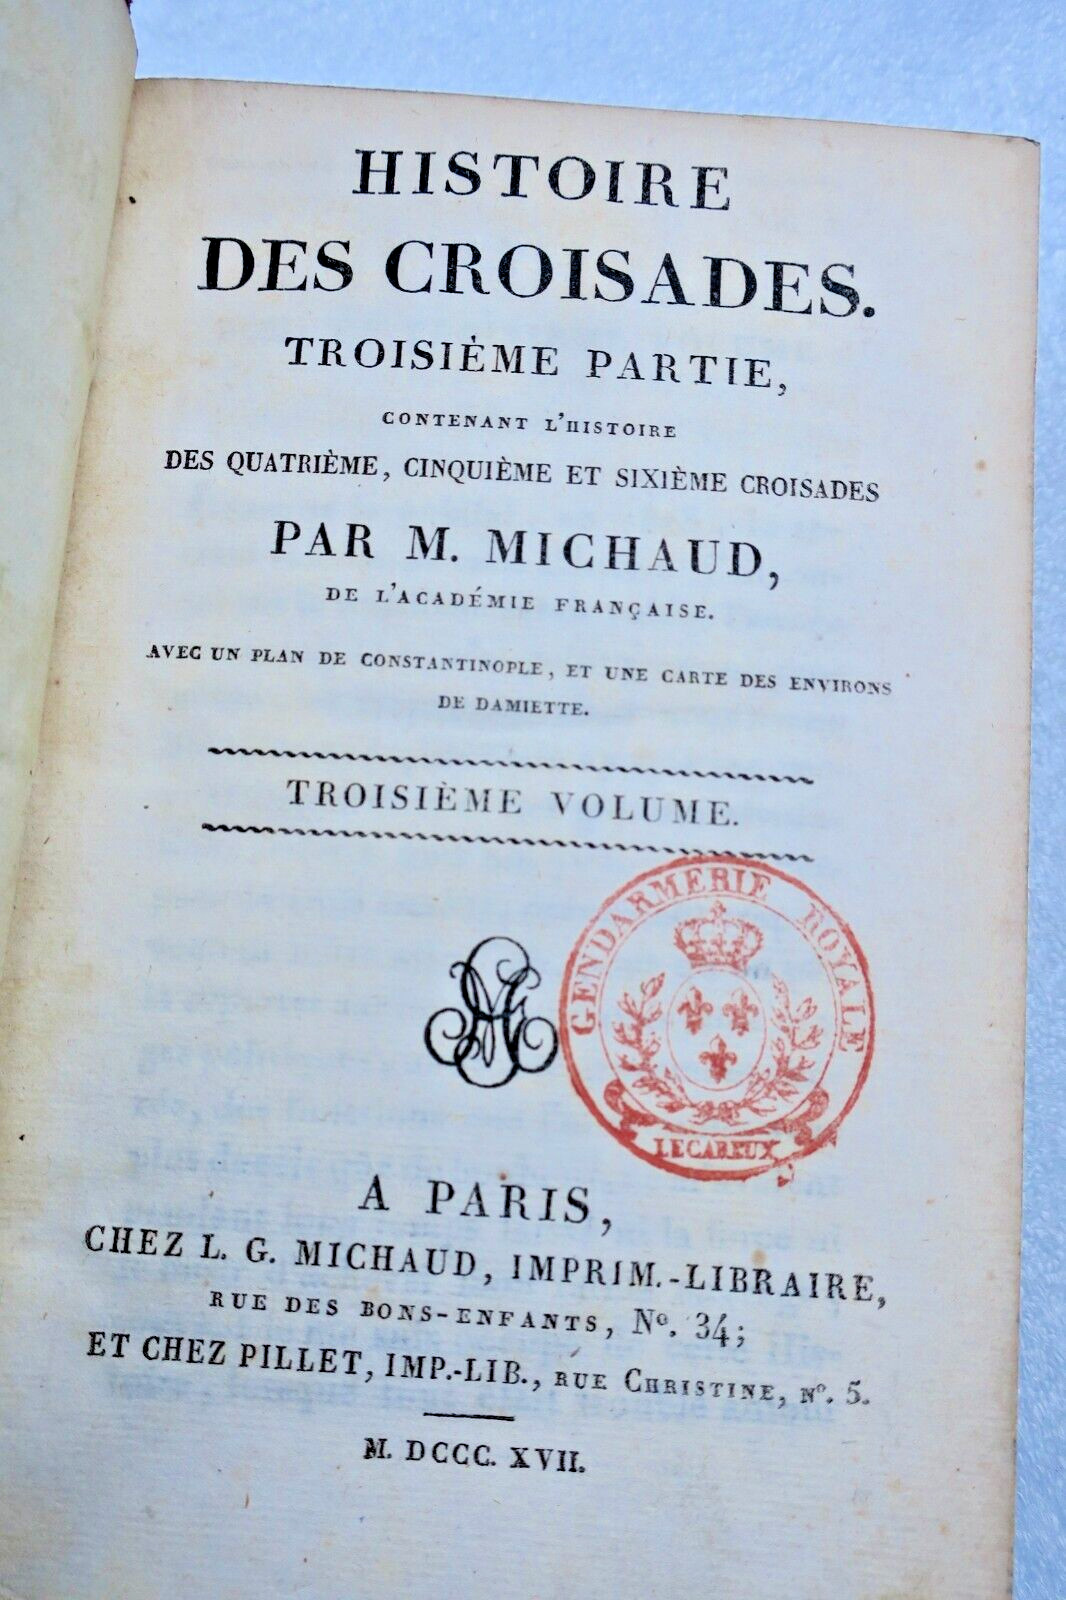 HISTOIRE
DES CROISADES.
TROISIÈME PARTIE,
CONTENANT L'HISTOIRE
DES QUATRIÈME, CINQUIÈME ET SIXIÈME CROISADES
PAR M. MICHAUD,
DE L'ACADÉMIE FRANÇAISE.
AVEC UN PLAN DE CONSTANTINOPLE, ET UNE CARTE DES ENVIRONS
DE DAMIETTE.
TROISIÈME VOLUME.
GENDARMERIE ROYALE
LECAREUX
A PARIS,
CHEZ L. G. MICHAUD, IMPRIM.-LIBRAIRE,
RUE DES BONS-ENFANTS, Nº. 34;
ET CHEZ PILLET, IMP.-LIB., RUE CHRISTINE, Nº. 5.
M. DCCC. XVII.